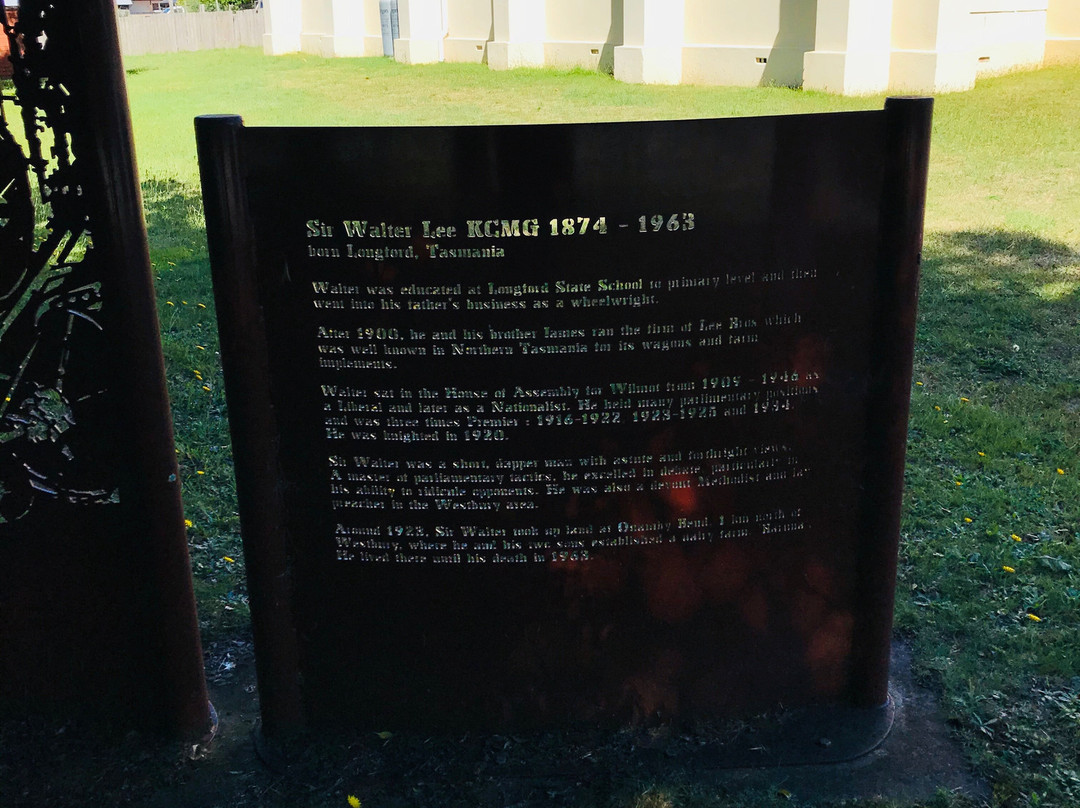 Sir Walter Lee KCMG 1874 - 1963
born Longford, Tasmania
Walter was educated at Longford State School to primary level and then
went into his father's business as a wheelwright.
After 1900, he and his brother James ran the firm of Lee Bros which
was well known in Northern Tasmania for its wagons and farm
implements.
Walter sat in the House of Assembly for Wilmot from 1909 - 1946 as
a Liberal and later as a Nationalist. He held many parlimentary positions
and was three times Premier : 1916-1922, 1923-1925 and 1934.
He was knighted in 1920.
Sir Walter was a short, dapper man with astute and forthright views.
A master of parliamentary tactics, he excelled in debate, particularly in
his ability to ridicule opponents. He was also a devout Methodist and lay
preacher in the Westbury area.
Around 1923, Sir Walter took up land at Quamby Bend, 1 km north of
Westbury, where he and his two sons established a dairy farm,
He lived there until his death in 1963.